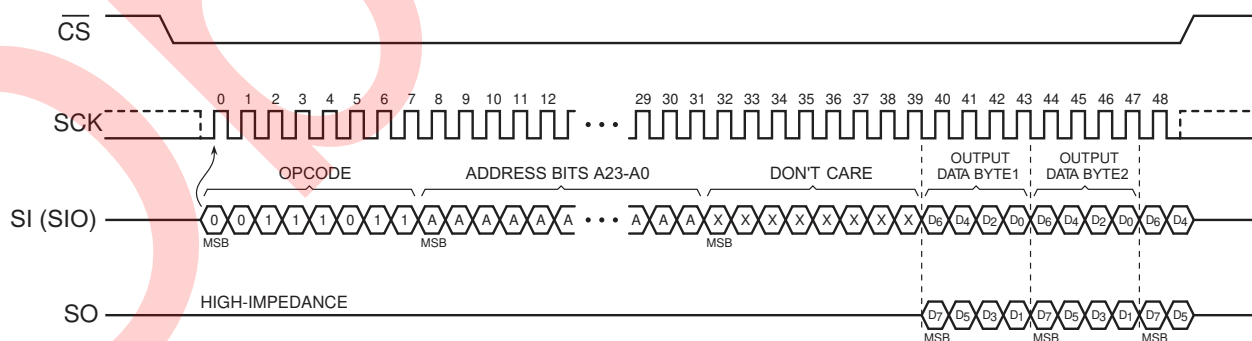 CS
SCK
0 1 2 3 4 5 6 7 8 9 10 11 12 29 30 31 32 33 34 35 36 37 38 39 40 41 42 43 44 45 46 47 48
OPCODE
ADDRESS BITS A23-A0
DON'T CARE
OUTPUT
DATA BYTE1
OUTPUT
DATA BYTE2
SI (SIO)
0 0 1 1 1 0 1 1 A A A A A A A A A X X X X X X X X D6 D4 D2 D0 D6 D4 D2 D0 D6 D4
MSB MSB MSB
SO
HIGH-IMPEDANCE
D7 D5 D3 D1 D7 D5 D3 D1 D7 D5
MSB MSB MSB